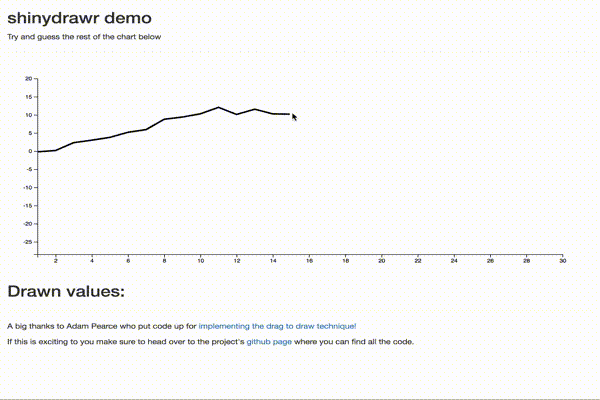 shinydrawr demo
Try and guess the rest of the chart below
20
15
10
5
0
-5
-10
-15
-20
-25
2 4 6 8 10 12 14 16 18 20 22 24 26 28 30
Drawn values:
A big thanks to Adam Pearce who put code up for implementing the drag to draw technique!
If this is exciting to you make sure to head over to the project's github page where you can find all the code.